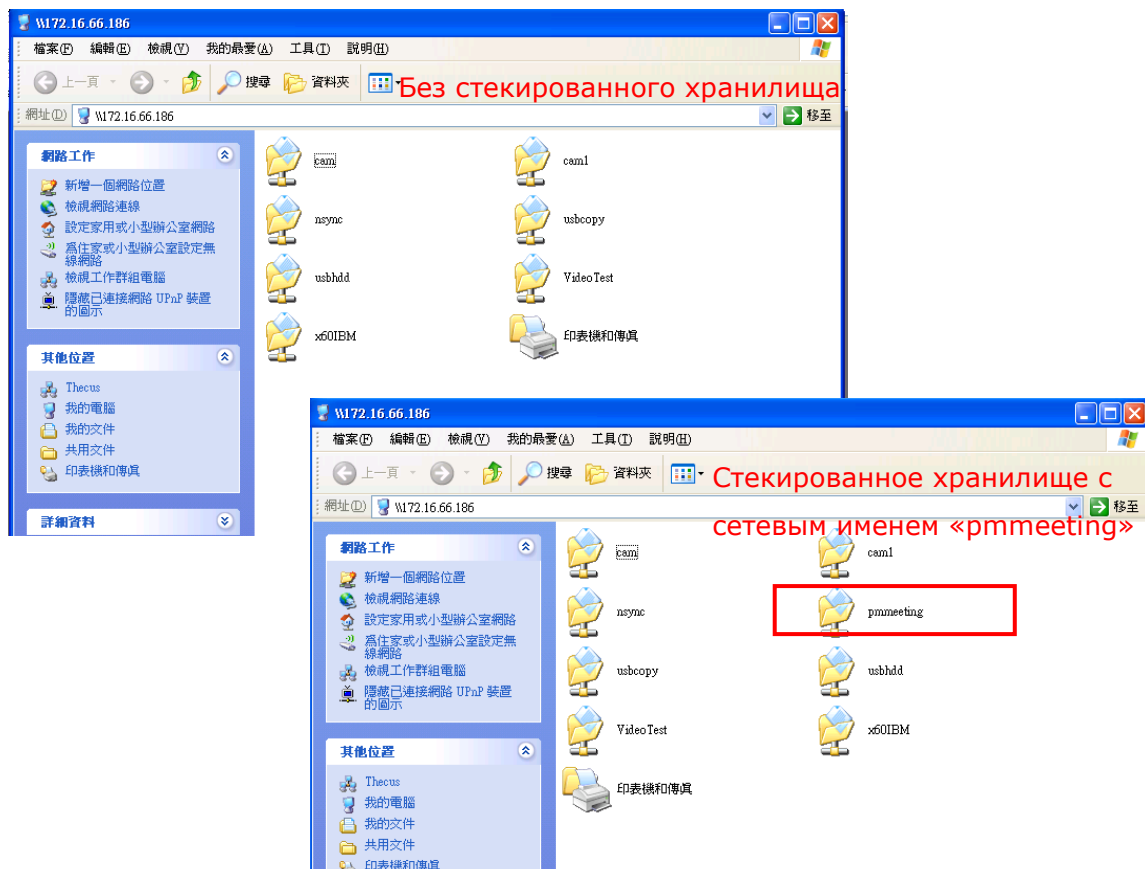 \\172.16.66.186
檔案(F) 編輯(E) 檢視(V) 我的最愛(A) 工具(T) 說明(H)
上一頁 搜尋 資料夾
Без стекированного хранилища
網址(D) \\172.16.66.186 移至
網路工作
新增一個網路位置
檢視網路連線
設定家用或小型辦公室網路
為住家或小型辦公室設定無
線網路
檢視工作群組電腦
隱藏已連接網路 UPnP 裝置
的圖示
其他位置
Thecus
我的電腦
我的文件
共用文件
印表機和傳真
詳細資料
cam cam1
nsync usbcopy
usbhdd VideoTest
x60IBM 印表機和傳真
\\172.16.66.186
檔案(F) 編輯(E) 檢視(V) 我的最愛(A) 工具(T) 說明(H)
上一頁 搜尋 資料夾
Стекированное хранилище с
сетевым именем «pmmeeting»
網址(D) \\172.16.66.186 移至
網路工作
新增一個網路位置
檢視網路連線
設定家用或小型辦公室網路
為住家或小型辦公室設定無
線網路
檢視工作群組電腦
隱藏已連接網路 UPnP 裝置
的圖示
其他位置
Thecus
我的電腦
我的文件
共用文件
印表機和傳真
cam cam1
nsync pmmeeting
usbcopy usbhdd
VideoTest x60IBM
印表機和傳真